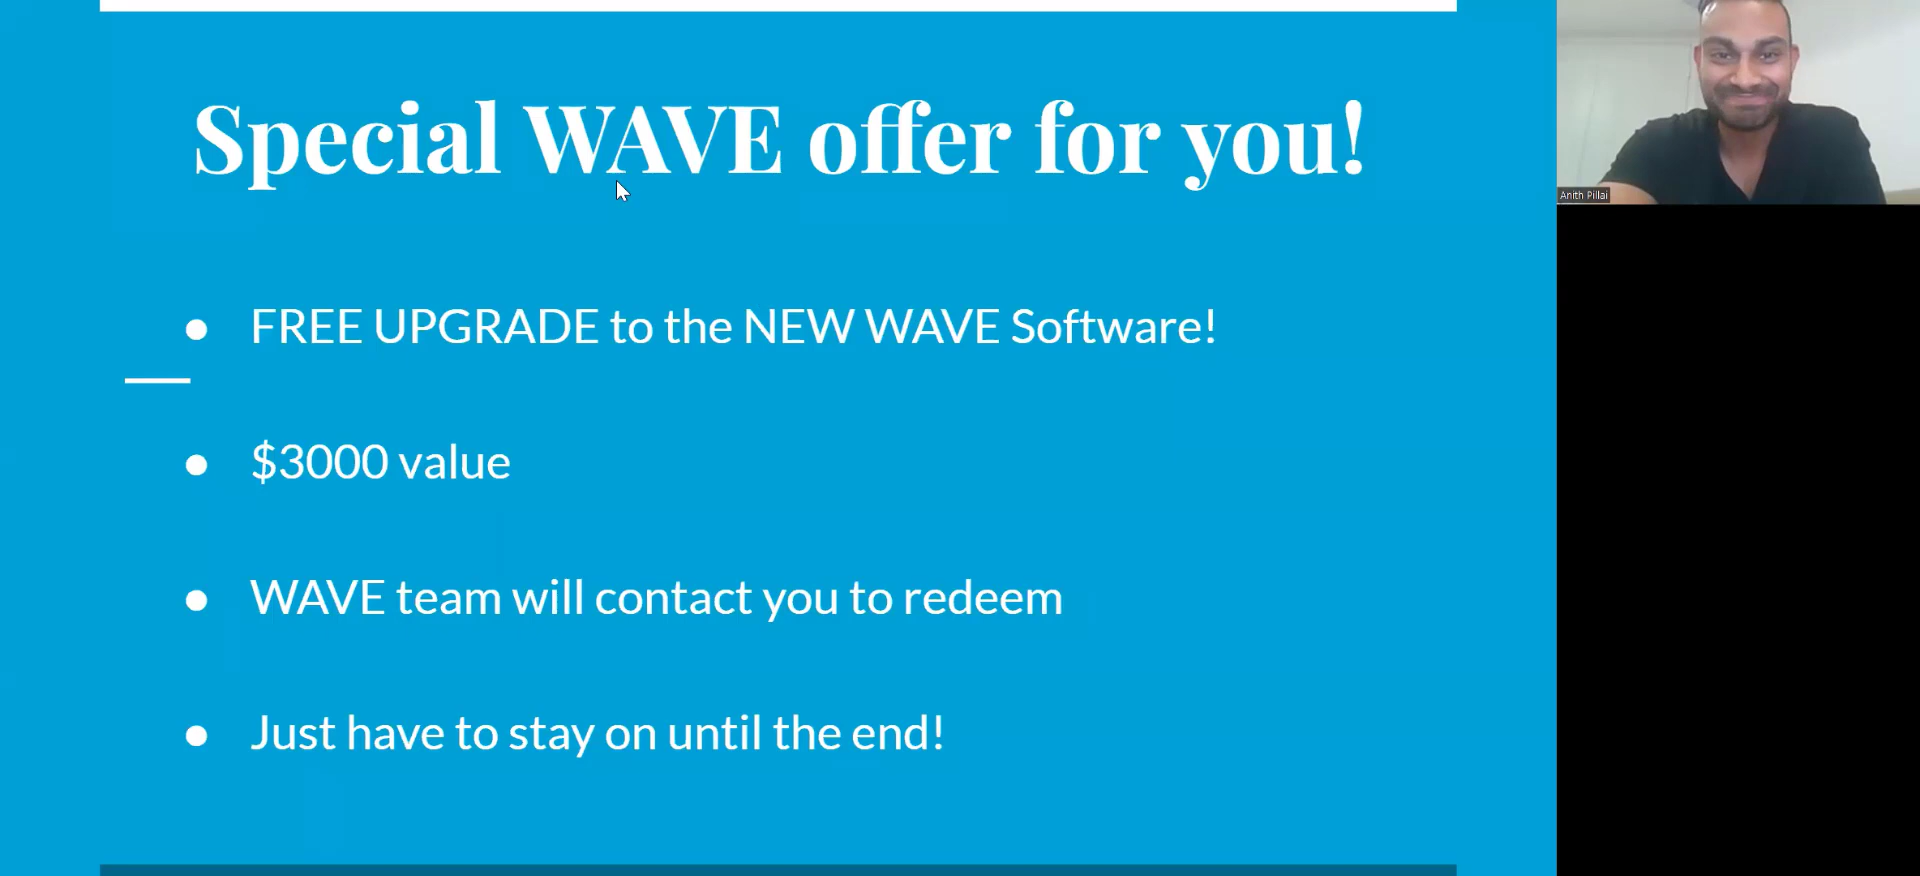 Special WAVE offer for you!
● FREE UPGRADE to the NEW WAVE Software!
● $3000 value
● WAVE team will contact you to redeem
● Just have to stay on until the end!
Anith Pillai